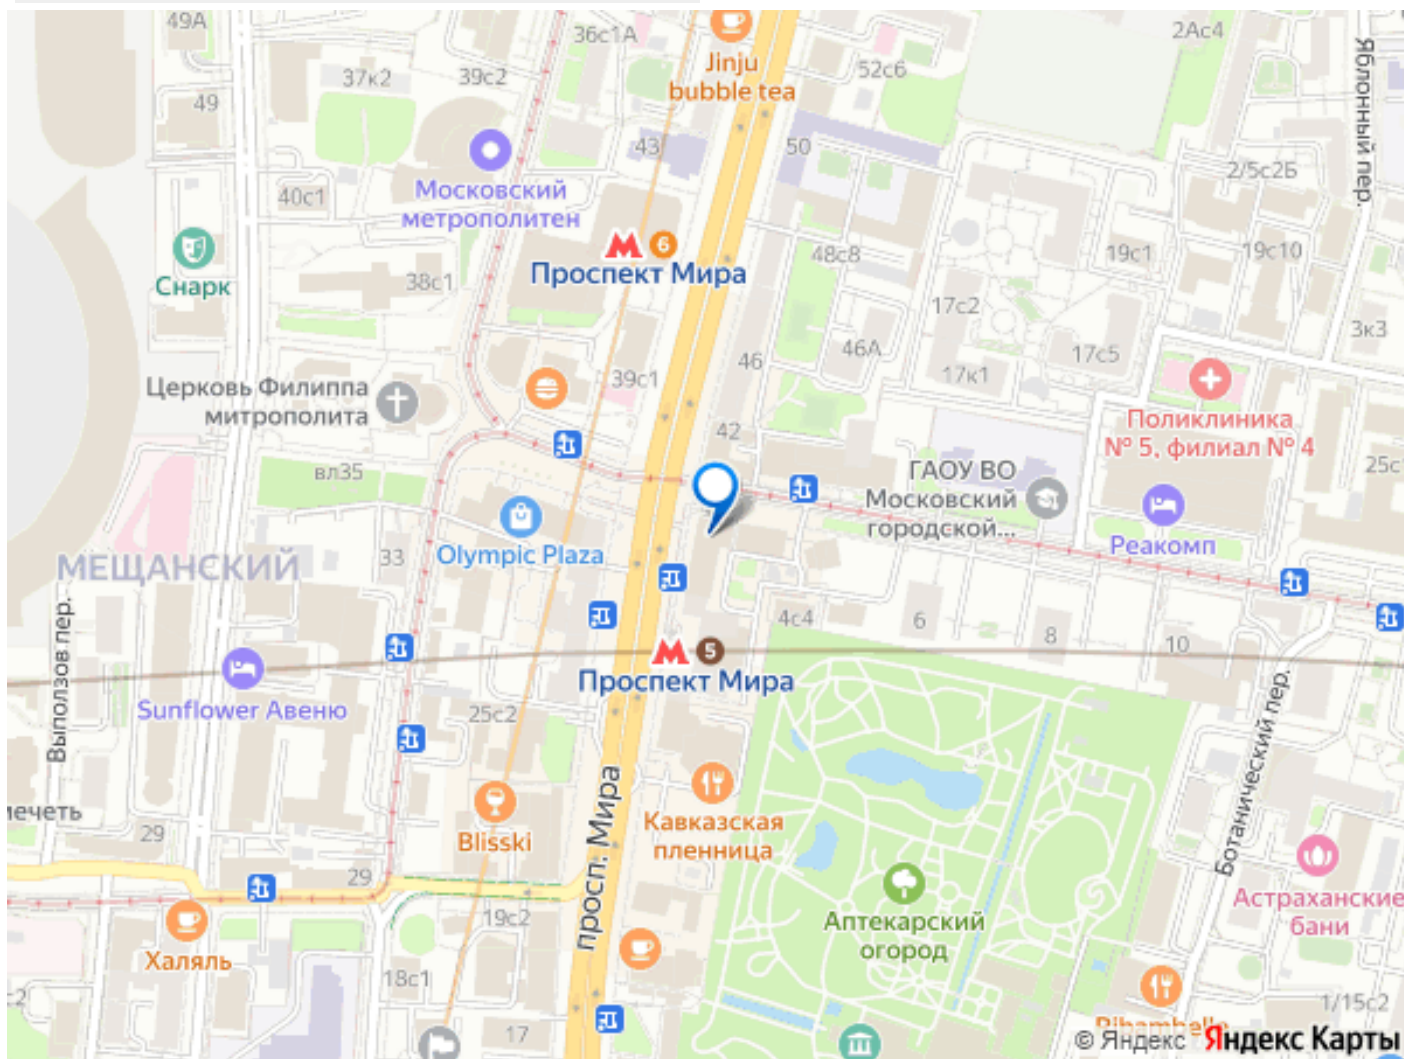 49А
36с1А
2Ас4
Jinju
bubble tea
37к2
39с2
52с6
Яблонный пер.
49
43
50
Московский
метрополитен
40с1
2/5с2Б
6
Проспект Мира
48с8
19с1
19с10
Снарк
38с1
17с2
3к3
46
46А
17с5
39с1
17к1
Церковь Филиппа
митрополита
Поликлиника
№ 5, филиал № 4
42
вл35
ГАОУ ВО
Московский
городской...
25с1
Olympic Plaza
Реакомп
33
МЕЩАНСКИЙ
4с4
6
8
10
5
Проспект Мира
Выползов пер.
Sunflower Авеню
25с2
Ботанический пер.
просп. Мира
мечеть
29
Blisski
Кавказская
пленница
29
Астраханские
бани
19с2
Аптекарский
огород
Халяль
18с1
17
1/15с2
© Яндекс Яндекс Карты